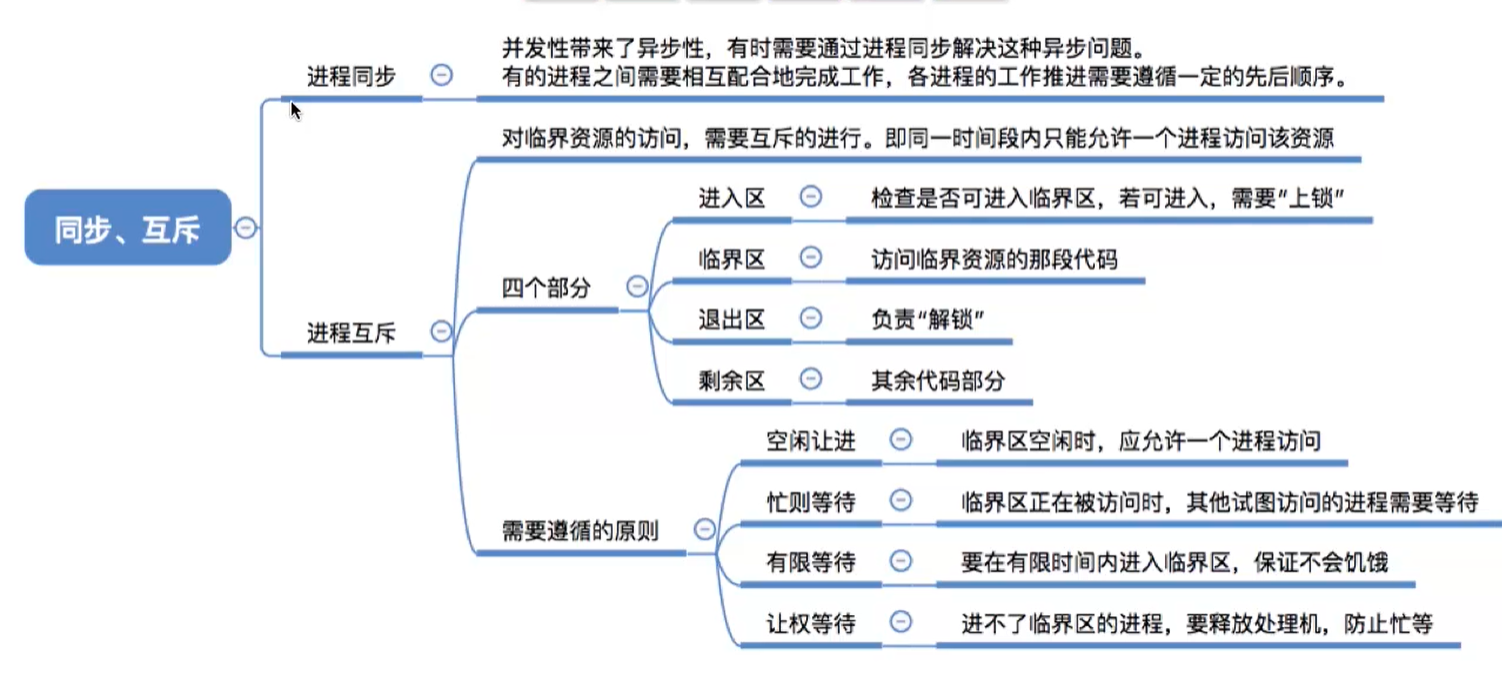 同步、互斥
进程同步
并发性带来了异步性，有时需要通过进程同步解决这种异步问题。
有的进程之间需要相互配合地完成工作，各进程的工作推进需要遵循一定的先后顺序。
进程互斥
对临界资源的访问，需要互斥的进行。即同一时间段内只能允许一个进程访问该资源
四个部分
进入区
检查是否可进入临界区，若可进入，需要“上锁”
临界区
访问临界资源的那段代码
退出区
负责“解锁”
剩余区
其余代码部分
需要遵循的原则
空闲让进
临界区空闲时，应允许一个进程访问
忙则等待
临界区正在被访问时，其他试图访问的进程需要等待
有限等待
要在有限时间内进入临界区，保证不会饥饿
让权等待
进不了临界区的进程，要释放处理机，防止忙等